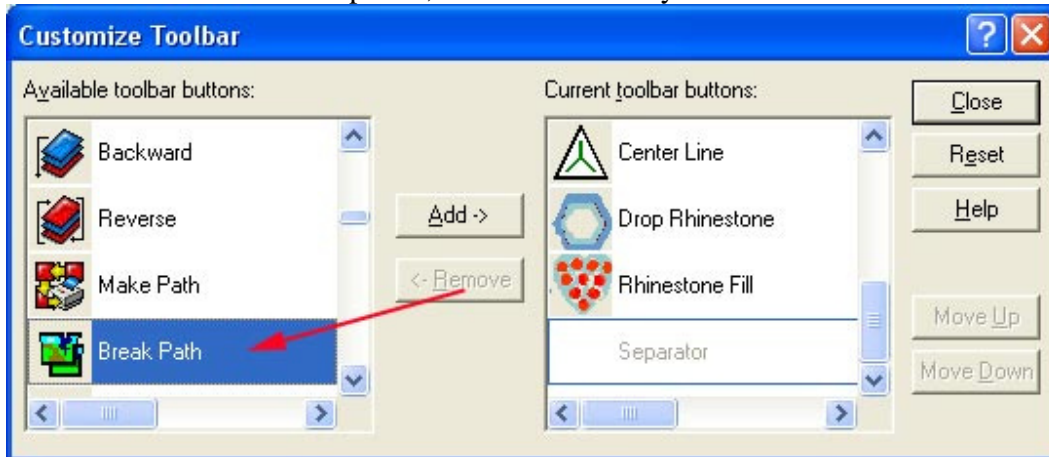 Customize Toolbar
Available toolbar buttons:
Backward
Reverse
Make Path
Break Path
Add ->
<- Remove
Current toolbar buttons:
Center Line
Drop Rhinestone
Rhinestone Fill
Separator
Close
Reset
Help
Move Up
Move Down